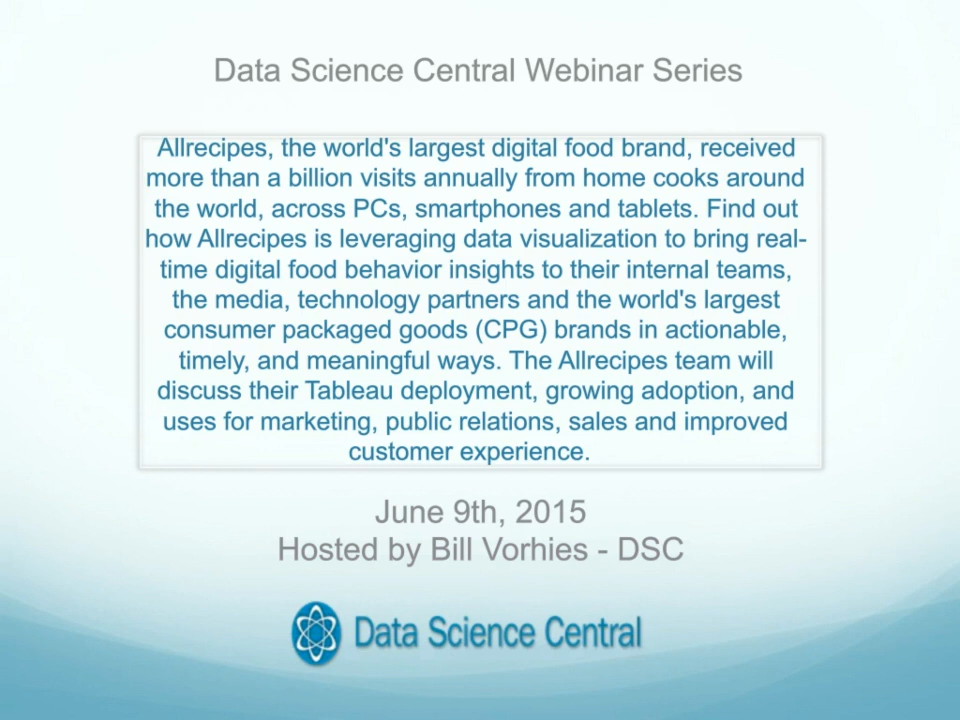 Data Science Central Webinar Series
Allrecipes, the world's largest digital food brand, received
more than a billion visits annually from home cooks around
the world, across PCs, smartphones and tablets. Find out
how Allrecipes is leveraging data visualization to bring real-
time digital food behavior insights to their internal teams,
the media, technology partners and the world's largest
consumer packaged goods (CPG) brands in actionable,
timely, and meaningful ways. The Allrecipes team will
discuss their Tableau deployment, growing adoption, and
uses for marketing, public relations, sales and improved
customer experience.
June 9th, 2015
Hosted by Bill Vorhies - DSC
Data Science Central